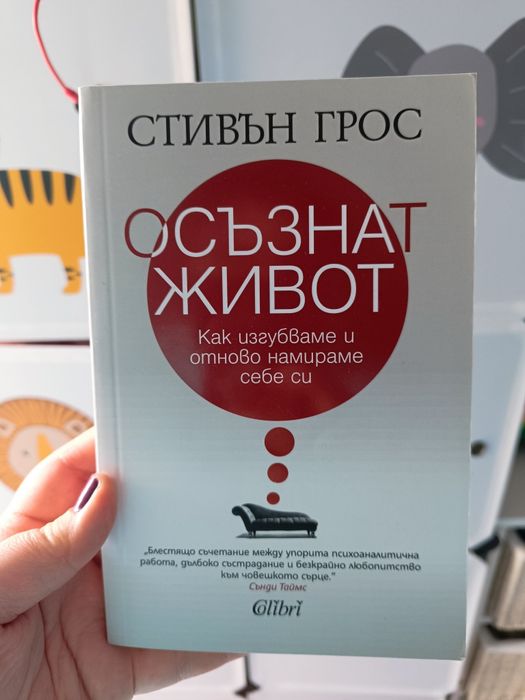 СТИВЪН ГРОС
ОСЪЗНАТ
ЖИВОТ
Как изгубваме и
отново намираме
себе си
„Блестящо съчетание между упорита психоаналитична
работа, дълбоко състрадание и безкрайно любопитство
към човешкото сърце.“
Сънди Таймс
Colibri